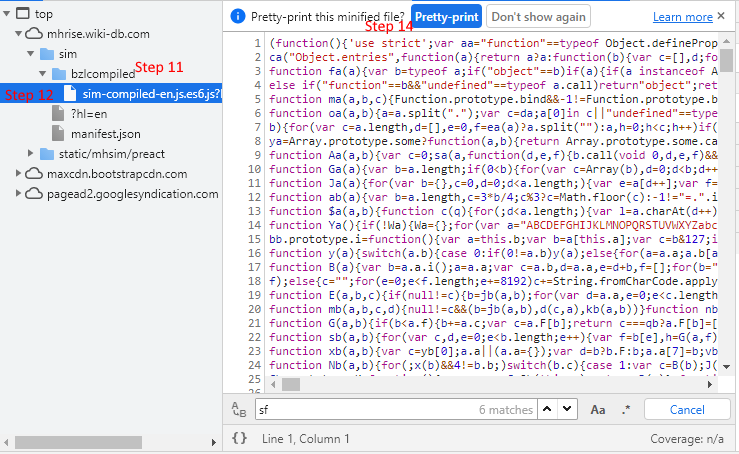 top
mhrise.wiki-db.com
sim
bzlcompiled
Step 11
Step 12
sim-compiled-en.js.es6.js?
?hl=en
manifest.json
static/mhsim/preact
maxcdn.bootstrapcdn.com
pagead2.googlesyndication.com
Pretty-print this minified file?
Pretty-print
Don't show again
Learn more
Step 14
1 (function(){'use strict';var aa="function"==typeof Object.defineProp
2 ca("Object.entries",function(a){return a?a:function(b){var c=[],d;fo
3 function fa(a){var b=typeof a;if("object"==b)if(a){if(a instanceof A
4 else if("function"==b&&"undefined"==typeof a.call)return"object";ret
5 function ma(a,b,c){Function.prototype.bind&&-1!=Function.prototype.b
6 function oa(a,b){a=a.split(".");var c=da;a[0]in c||"undefined"==type
7 b){for(var c=a.length,d=[],e=0,f=ea(a)?a.split(""):a,h=0;h<c;h++)if(
8 ya=Array.prototype.some?function(a,b){return Array.prototype.some.ca
9 function Aa(a,b){var c=0;sa(a,function(d,e,f){b.call(void 0,d,e,f)&&
10 function Ga(a){var b=a.length;if(0<b){for(var c=Array(b),d=0;d<b;d++
11 function Ja(a){for(var b={},c=0,d=0;d<a.length;){var e=a[d++];var f=
12 function ab(a){var b=a.length,c=3*b/4;c%3?c=Math.floor(c):-1!="=.".i
13 function $a(a,b){function c(q){for(;d<a.length;){var l=a.charAt(d++)
14 function Ya(){if(!Wa){Wa={};for(var a="ABCDEFGHIJKLMNOPQRSTUVWXYZabc
15 bb.prototype.i=function(){var a=this.b;var b=a[this.a];var c=b&127;i
16 function y(a){switch(a.b){case 0:if(0!=a.b)y(a);else{for(a=a.a;a.b[a
17 function B(a){var b=a.a.i();a=a.a;var c=a.b,d=a.a,e=d+b,f=[];for(b="
18 f);else{c="";for(e=0;e<f.length;e+=8192)c+=String.fromCharCode.apply
19 function E(a,b,c){if(null!=c){b=jb(a,b);for(var d=a.a,e=0;e<c.length
20 function mb(a,b,c,d){null!=c&&(b=jb(a,b),d(c,a),kb(a,b))}function nb
21 function G(a,b){if(b<a.f){b+=a.c;var c=a.F[b];return c===qb?a.F[b]=[
22 function sb(a,b){for(var c,d,e=0;e<b.length;e++){var f=b[e],h=G(a,f)
23 function xb(a,b){var c=yb[0];a.a||(a.a={});var d=b?b.F:b;a.a[7]=b;vb
24 function Nb(a,b){for(;x(b)&&4!=b.b;)switch(b.c){case 1:var c=B(b);J(
25
sf
6 matches
Aa
.*
Cancel
{}
Line 1, Column 1
Coverage: n/a